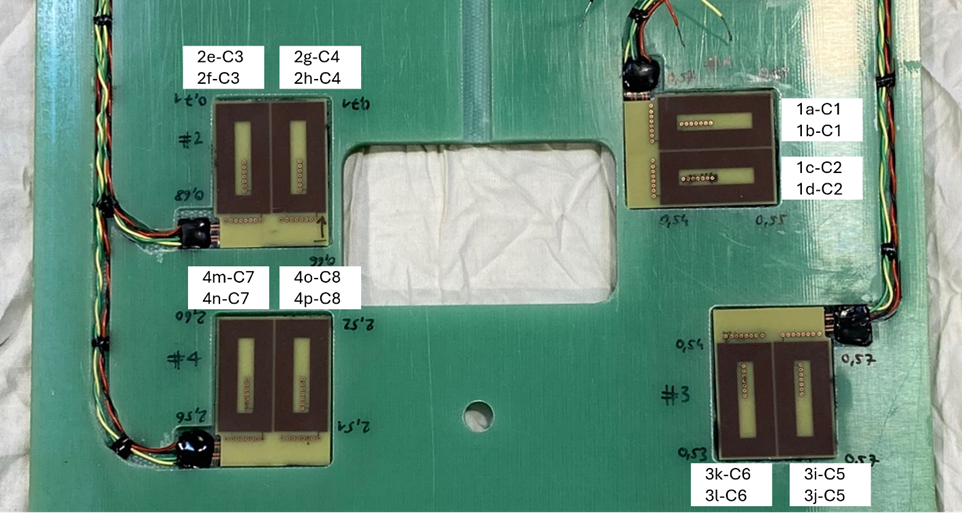 2e-C3
2f-C3
2g-C4
2h-C4
0,71
0,71
#2
0,68
0,66
1a-C1
1b-C1
1c-C2
1d-C2
0,54
0,55
4m-C7
4n-C7
4o-C8
4p-C8
2,60
2,52
#4
2,56
2,51
0,54
0,57
#3
0,53
0,57
3k-C6
3l-C6
3i-C5
3j-C5